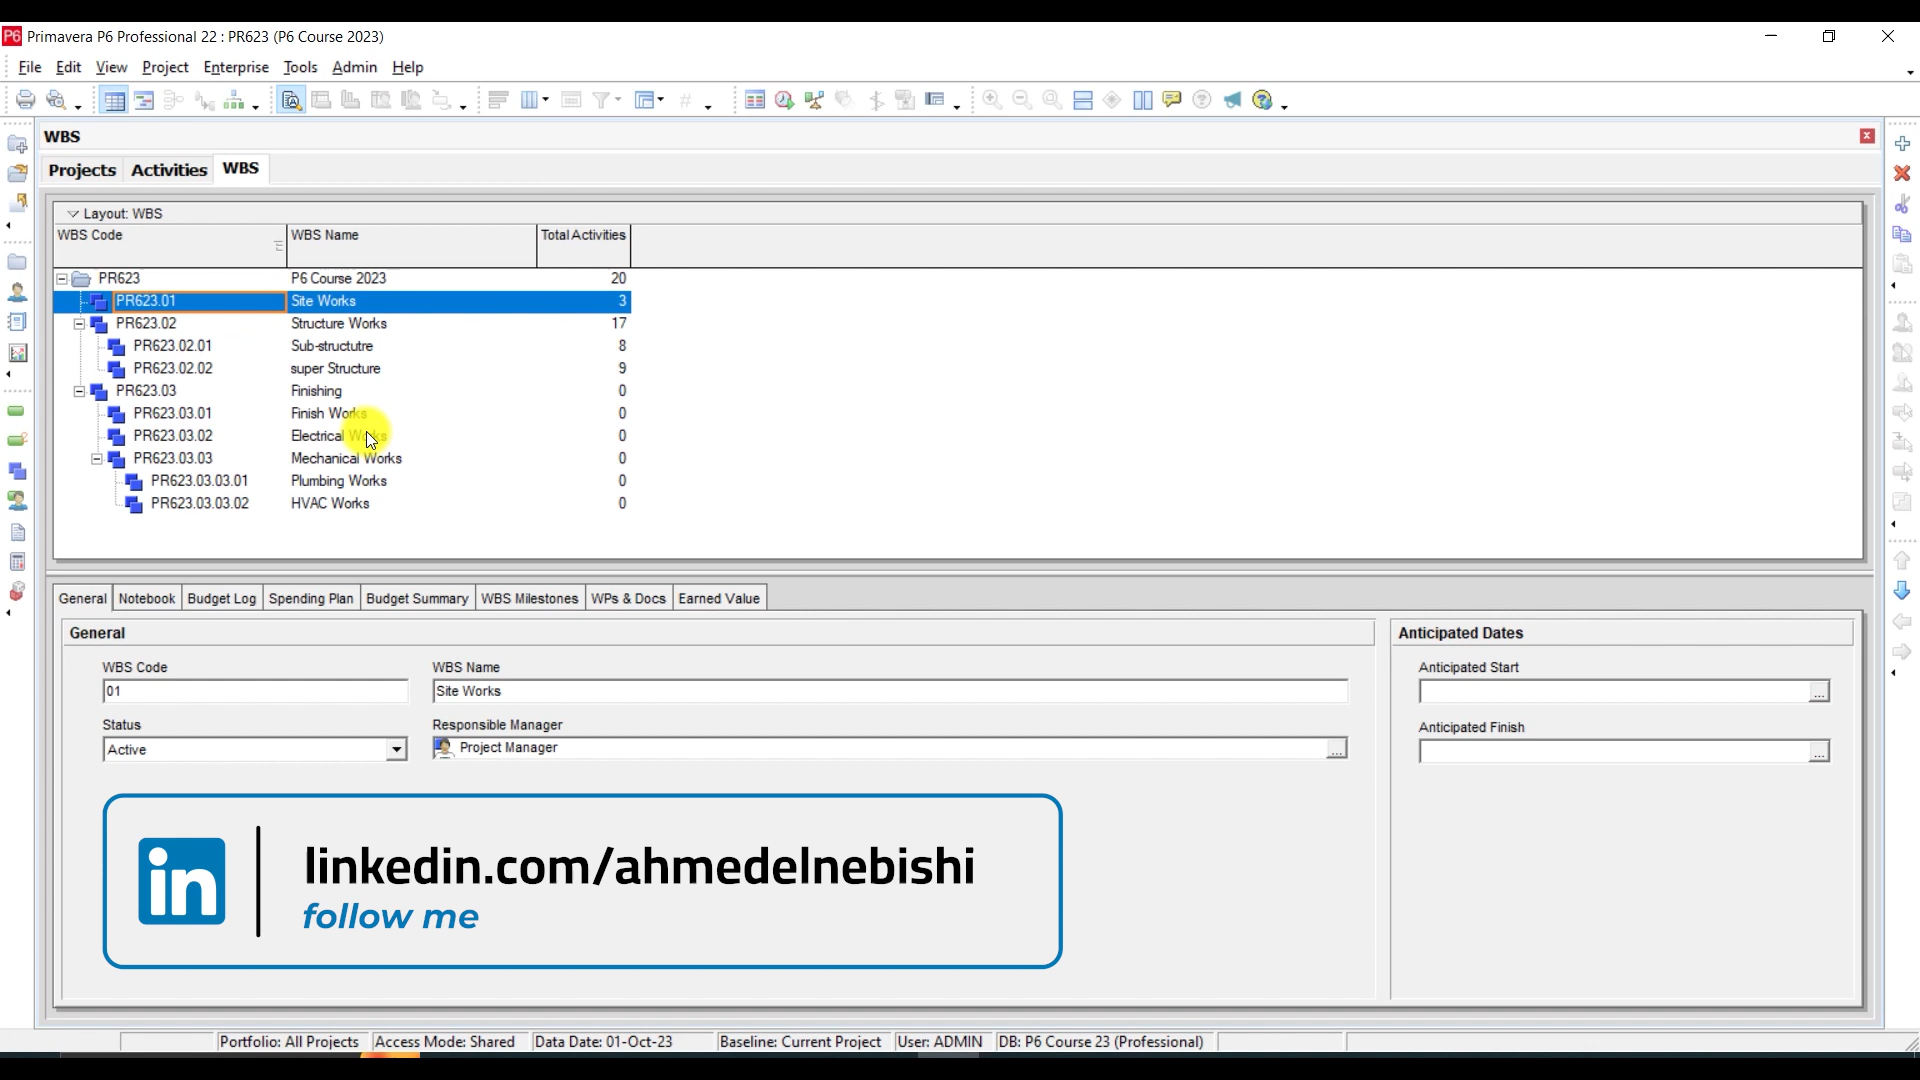 P6 Primavera P6 Professional 22 : PR623 (P6 Course 2023)
File Edit View Project Enterprise Tools Admin Help
WBS
Projects Activities WBS
Layout: WBS
WBS Code WBS Name Total Activities
PR623 P6 Course 2023 20
PR623.01 Site Works 3
PR623.02 Structure Works 17
PR623.02.01 Sub-structutre 8
PR623.02.02 super Structure 9
PR623.03 Finishing 0
PR623.03.01 Finish Works 0
PR623.03.02 Electrical Works 0
PR623.03.03 Mechanical Works 0
PR623.03.03.01 Plumbing Works 0
PR623.03.03.02 HVAC Works 0
General Notebook Budget Log Spending Plan Budget Summary WBS Milestones WPs & Docs Earned Value
General Anticipated Dates
WBS Code WBS Name Anticipated Start
01 Site Works ...
Status Responsible Manager Anticipated Finish
Active Project Manager ... ...
in linkedin.com/ahmedelnebishi
follow me
Portfolio: All Projects Access Mode: Shared Data Date: 01-Oct-23 Baseline: Current Project User: ADMIN DB: P6 Course 23 (Professional)